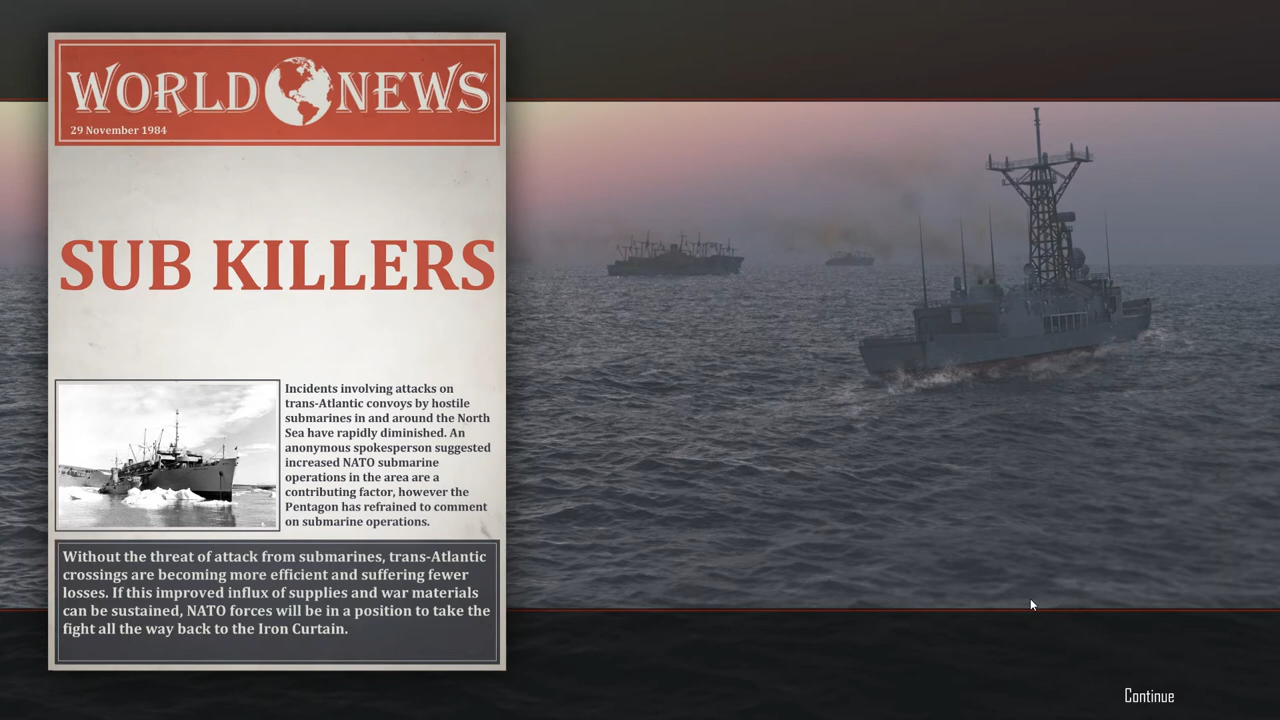 WORLD NEWS
29 November 1984
SUB KILLERS
Incidents involving attacks on
trans-Atlantic convoys by hostile
submarines in and around the North
Sea have rapidly diminished. An
anonymous spokesperson suggested
increased NATO submarine
operations in the area are a
contributing factor, however the
Pentagon has refrained to comment
on submarine operations.
Without the threat of attack from submarines, trans-Atlantic
crossings are becoming more efficient and suffering fewer
losses. If this improved influx of supplies and war materials
can be sustained, NATO forces will be in a position to take the
fight all the way back to the Iron Curtain.
Continue